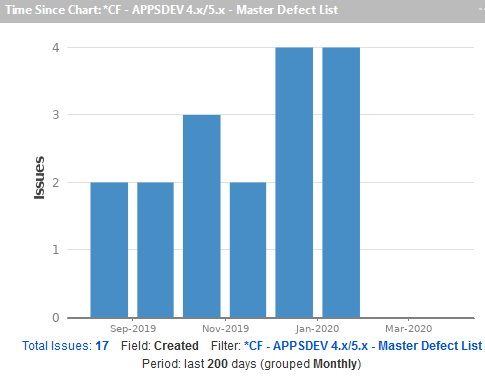 Time Since Chart: *CF - APPSDEV 4.x/5.x - Master Defect List
4
3
2
1
0
Issues
Sep-2019 Nov-2019 Jan-2020 Mar-2020
Total Issues: 17 Field: Created Filter: *CF - APPSDEV 4.x/5.x - Master Defect List
Period: last 200 days (grouped Monthly)